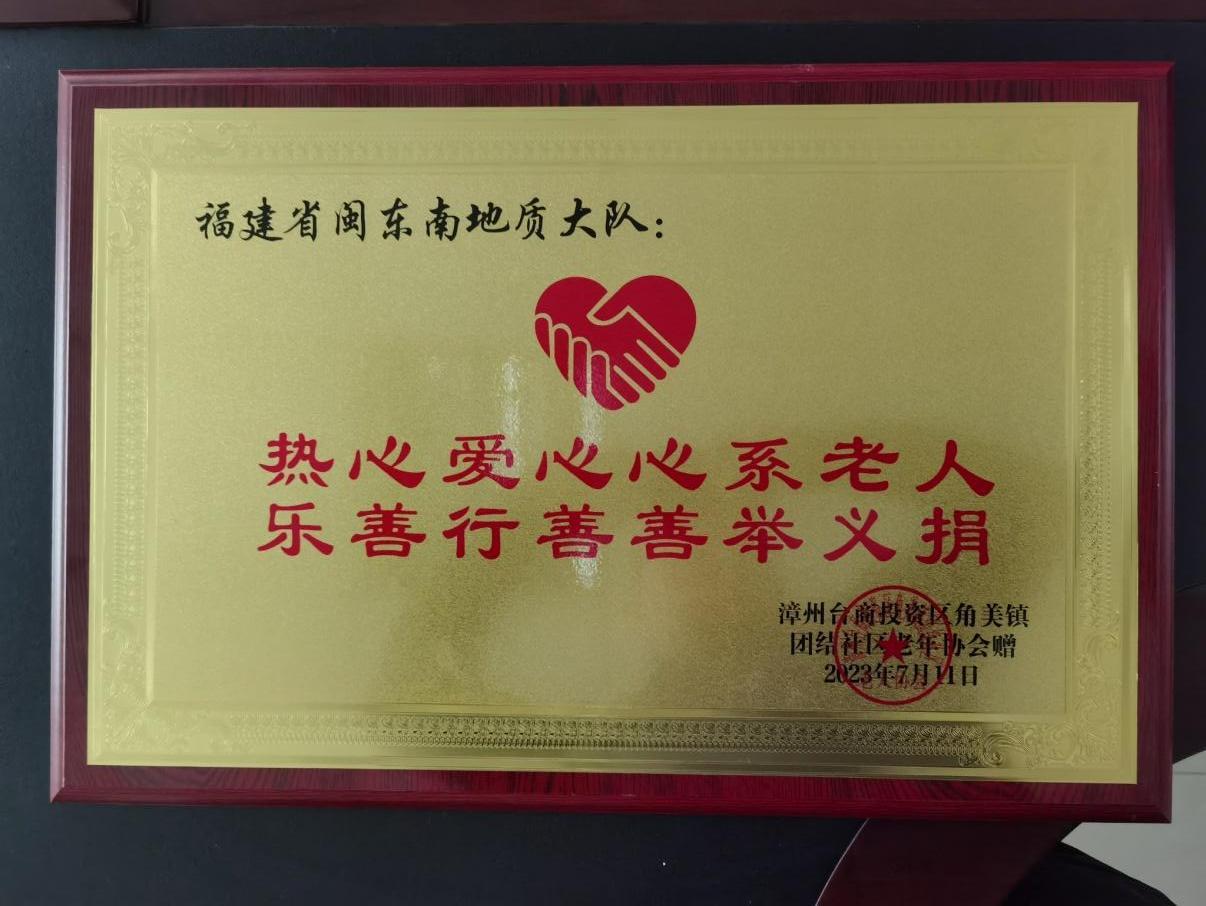 福建省闽东南地质大队：
热心爱心心系老人
乐善行善善举义捐
漳州台商投资区角美镇
团结社区老年协会赠
2023年7月11日